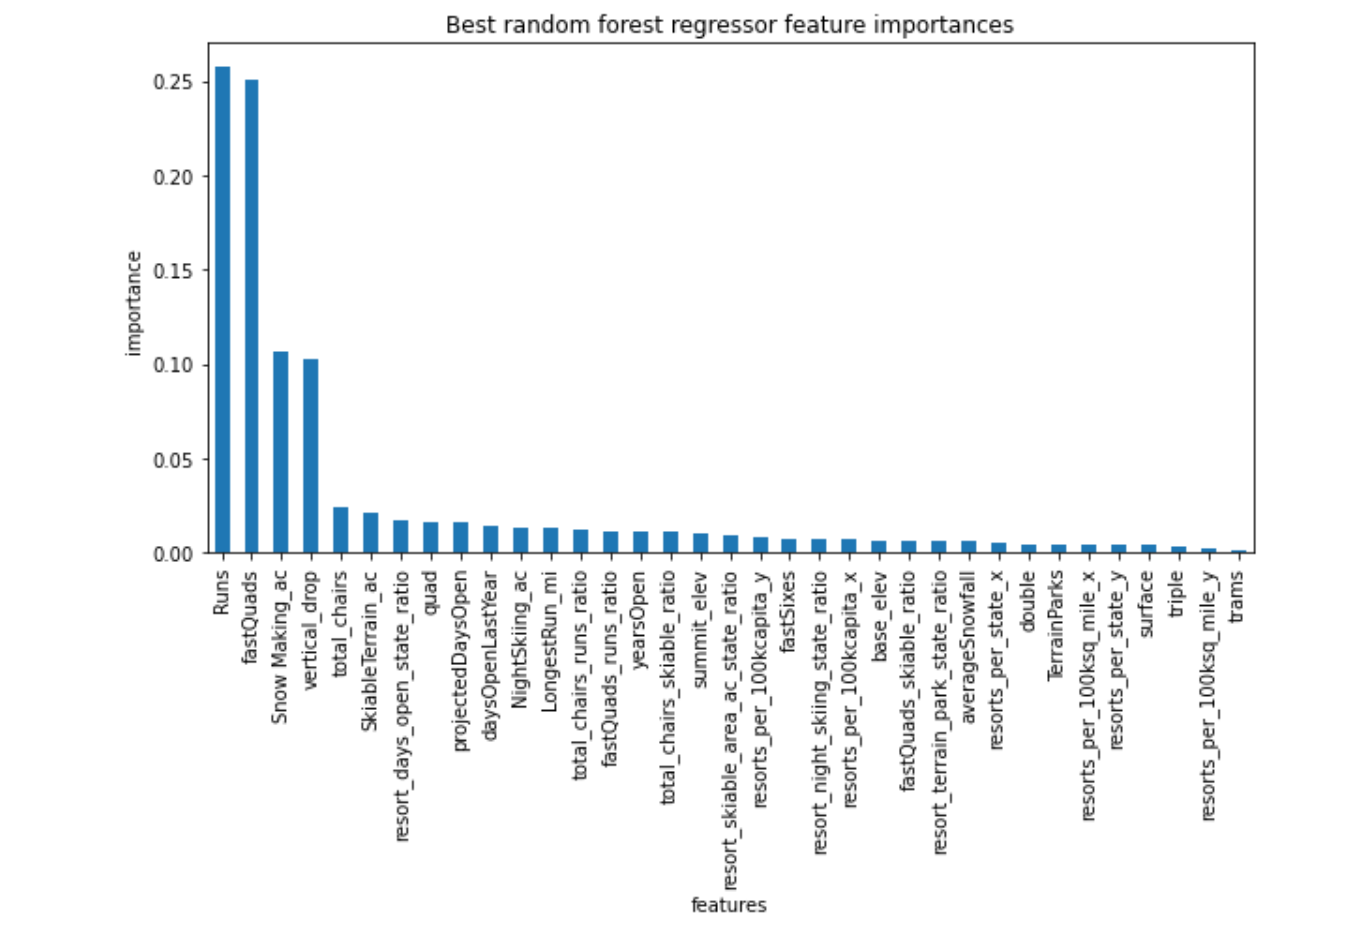 Best random forest regressor feature importances
0.25
0.20
0.15
0.10
0.05
0.00
importance
Runs
fastQuads
Snow Making_ac
vertical_drop
total_chairs
SkiableTerrain_ac
resort_days_open_state_ratio
quad
projectedDaysOpen
daysOpenLastYear
NightSkiing_ac
LongestRun_mi
total_chairs_runs_ratio
fastQuads_runs_ratio
yearsOpen
total_chairs_skiable_ratio
summit_elev
resort_skiable_area_ac_state_ratio
resorts_per_100kcapita_y
fastSixes
resort_night_skiing_state_ratio
resorts_per_100kcapita_x
base_elev
fastQuads_skiable_ratio
resort_terrain_park_state_ratio
averageSnowfall
resorts_per_state_x
double
TerrainParks
resorts_per_100ksq_mile_x
resorts_per_state_y
surface
triple
resorts_per_100ksq_mile_y
trams
features